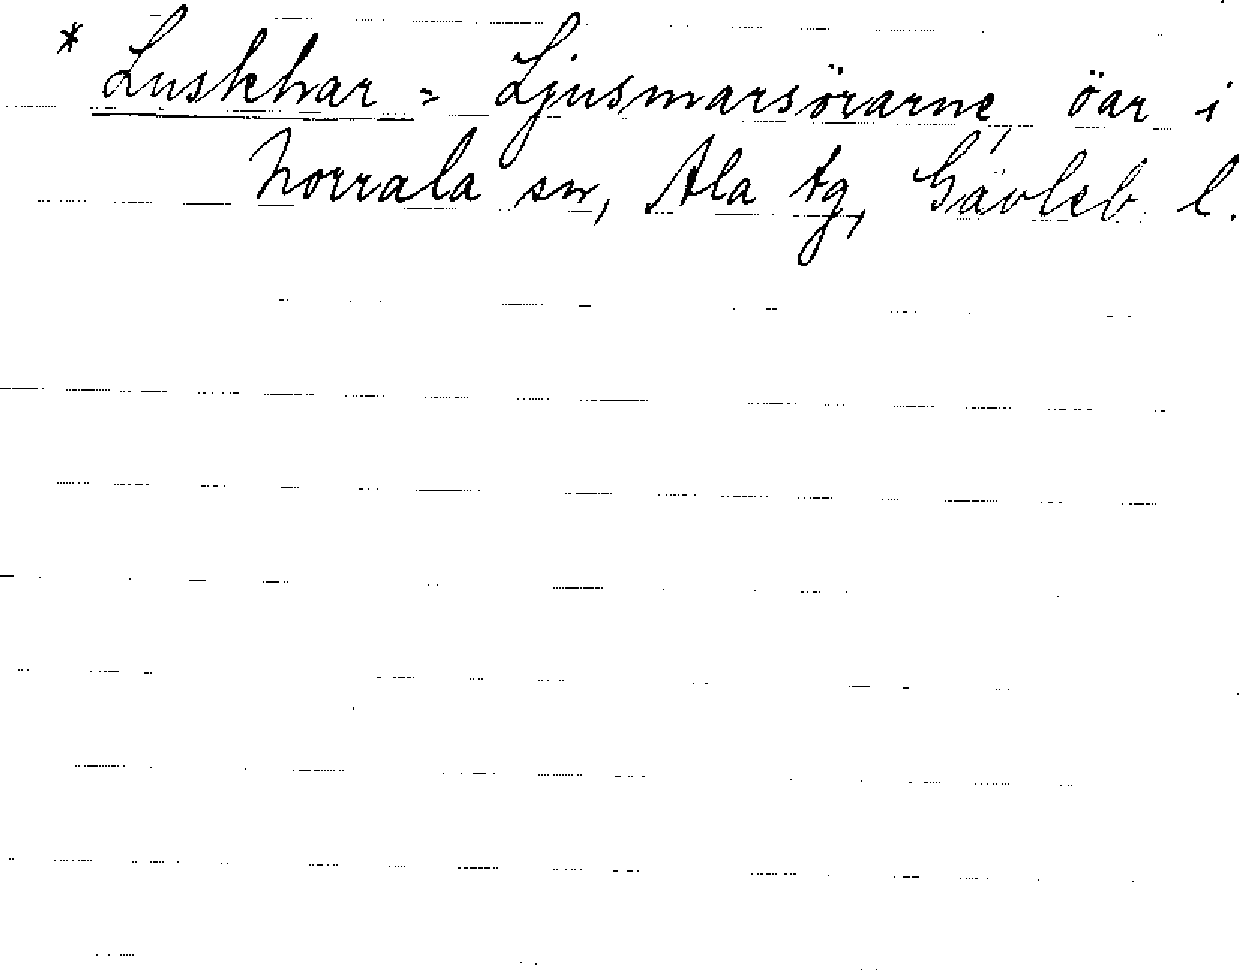 * Luskhar = Ljusmarsörarne, öar i
Norrala sn, Ala tg, Gävleb. l.